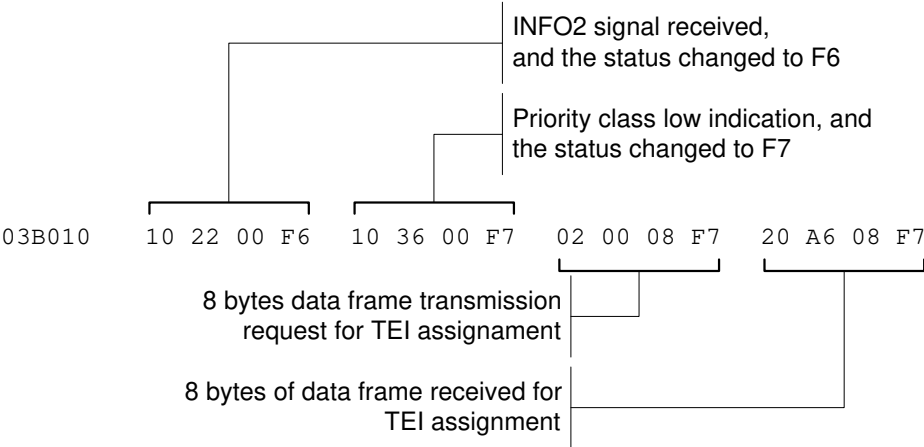 INFO2 signal received,
and the status changed to F6
Priority class low indication, and
the status changed to F7
03B010 10 22 00 F6 10 36 00 F7 02 00 08 F7 20 A6 08 F7
8 bytes data frame transmission
request for TEI assignament
8 bytes of data frame received for
TEI assignment